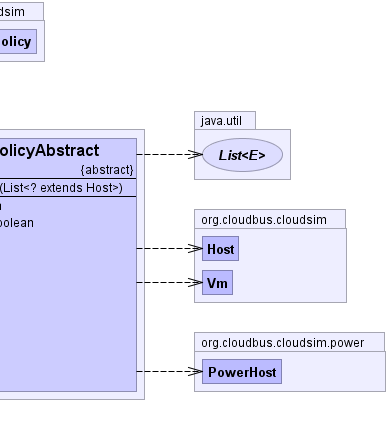 dsim
olicy
olicyAbstract
{abstract}
(List<? extends Host>)
olean
java.util
List<E>
org.cloudbus.cloudsim
Host
Vm
org.cloudbus.cloudsim.power
PowerHost